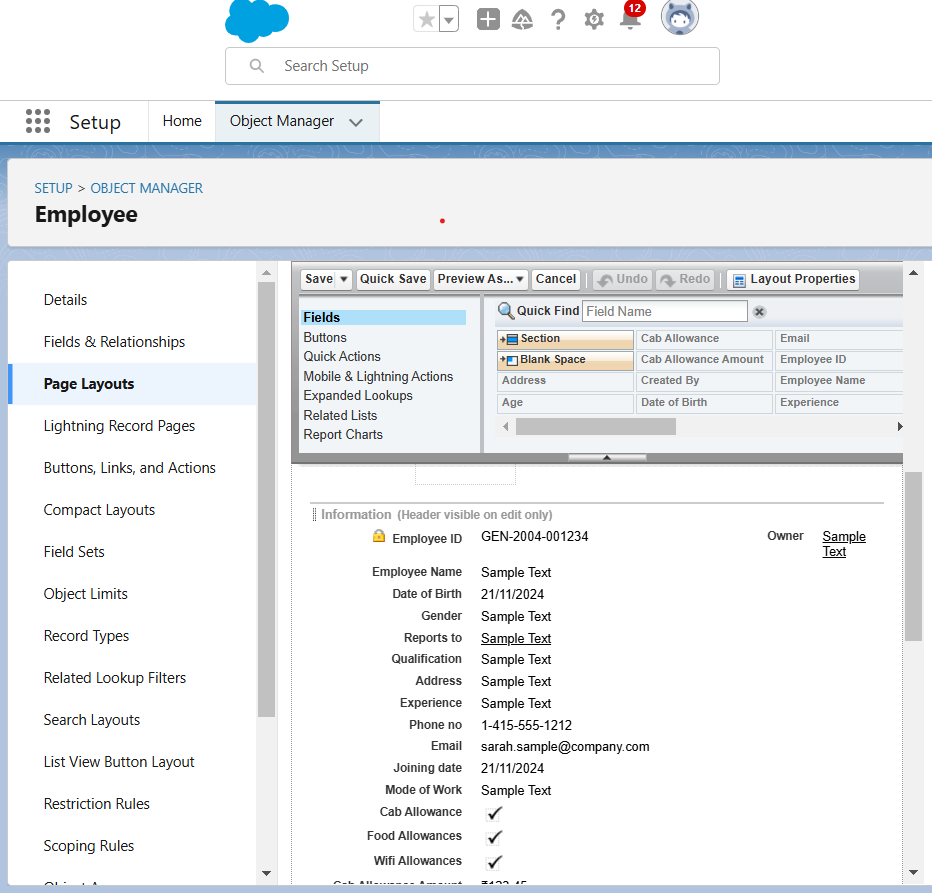 12
Search Setup
Setup
Home
Object Manager
SETUP > OBJECT MANAGER
Employee
Details
Fields & Relationships
Page Layouts
Lightning Record Pages
Buttons, Links, and Actions
Compact Layouts
Field Sets
Object Limits
Record Types
Related Lookup Filters
Search Layouts
List View Button Layout
Restriction Rules
Scoping Rules
Save Quick Save Preview As... Cancel Undo Redo Layout Properties
Fields
Buttons
Quick Actions
Mobile & Lightning Actions
Expanded Lookups
Related Lists
Report Charts
Quick Find Field Name
Section Cab Allowance Email
Blank Space Cab Allowance Amount Employee ID
Address Created By Employee Name
Age Date of Birth Experience
Information (Header visible on edit only)
Employee ID GEN-2004-001234 Owner Sample
Text
Employee Name Sample Text
Date of Birth 21/11/2024
Gender Sample Text
Reports to Sample Text
Qualification Sample Text
Address Sample Text
Experience Sample Text
Phone no 1-415-555-1212
Email sarah.sample@company.com
Joining date 21/11/2024
Mode of Work Sample Text
Cab Allowance
Food Allowances
Wifi Allowances
Cab Allowance Amount ₹123.45